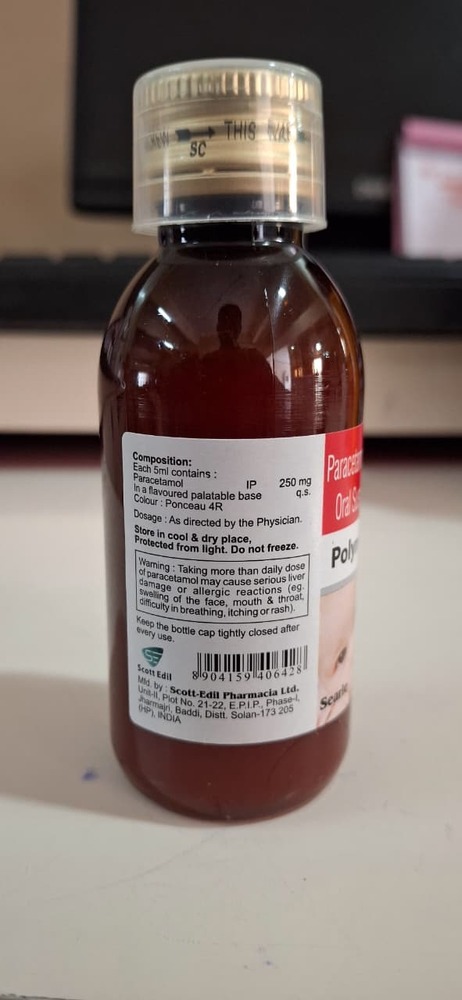 THIS WAY
SC
Composition:
Each 5ml contains :
Paracetamol IP 250 mg
In a flavoured palatable base q.s.
Colour : Ponceau 4R
Dosage : As directed by the Physician.
Store in cool & dry place,
Protected from light. Do not freeze.
Warning : Taking more than daily dose
of paracetamol may cause serious liver
damage or allergic reactions (eg.
swelling of the face, mouth & throat,
difficulty in breathing, itching or rash).
Keep the bottle cap tightly closed after
every use.
Scott Edil
8 904159 406428
Mfd. by : Scott-Edil Pharmacia Ltd.
Unit-II, Plot No. 21-22, E.P.I.P., Phase-I,
Jharmajri, Baddi, Distt. Solan-173 205
(HP), INDIA
Paracetam
Oral Su
Poly